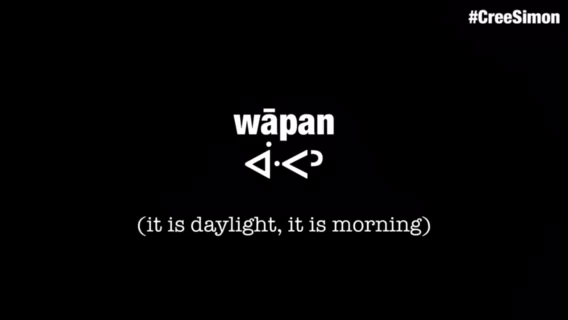 #CreeSimon
wāpan
ᐚᐸᐣ
(it is daylight, it is morning)